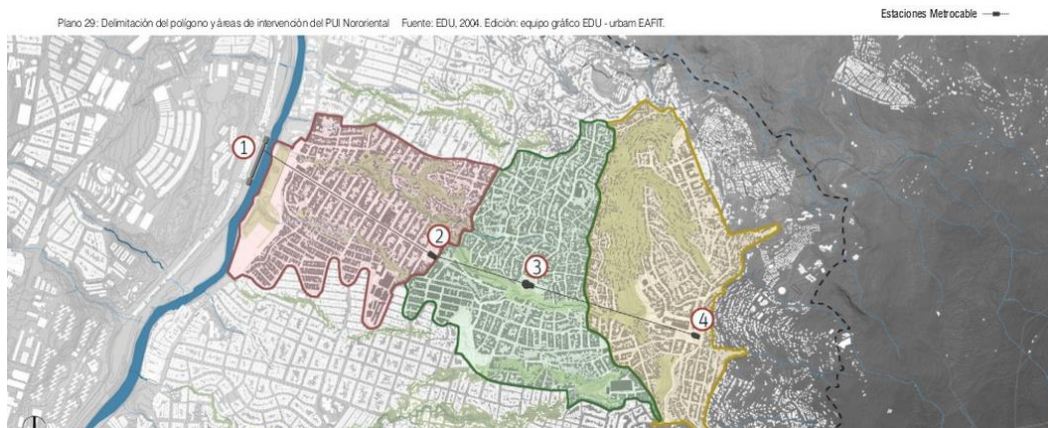 Estaciones Metrocable
Plano 29: Delimitación del polígono y áreas de intervención del PUI Nororiental Fuente: EDU, 2004. Edición: equipo gráfico EDU - urbam EAFIT.
1
2
3
4